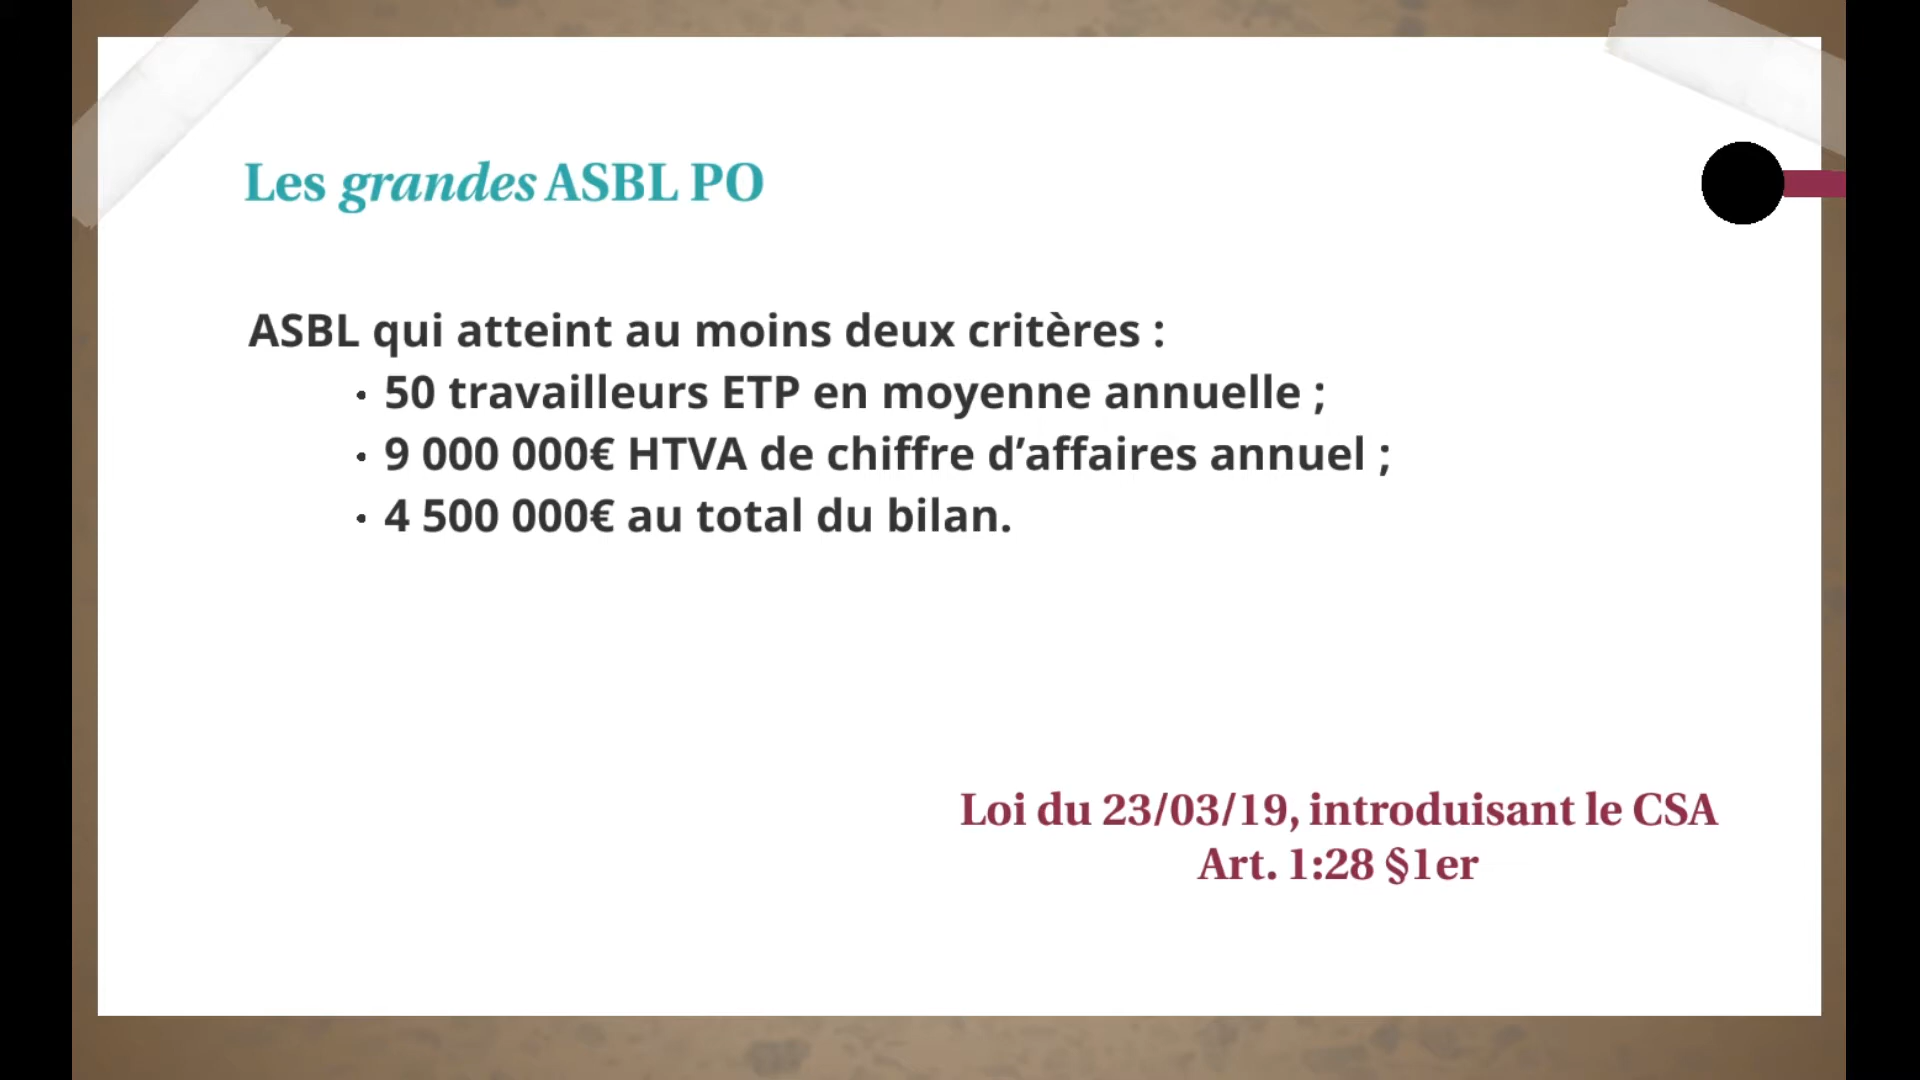 Les grandes ASBL PO
ASBL qui atteint au moins deux critères :
· 50 travailleurs ETP en moyenne annuelle ;
· 9 000 000€ HTVA de chiffre d’affaires annuel ;
· 4 500 000€ au total du bilan.
Loi du 23/03/19, introduisant le CSA
Art. 1:28 §1er